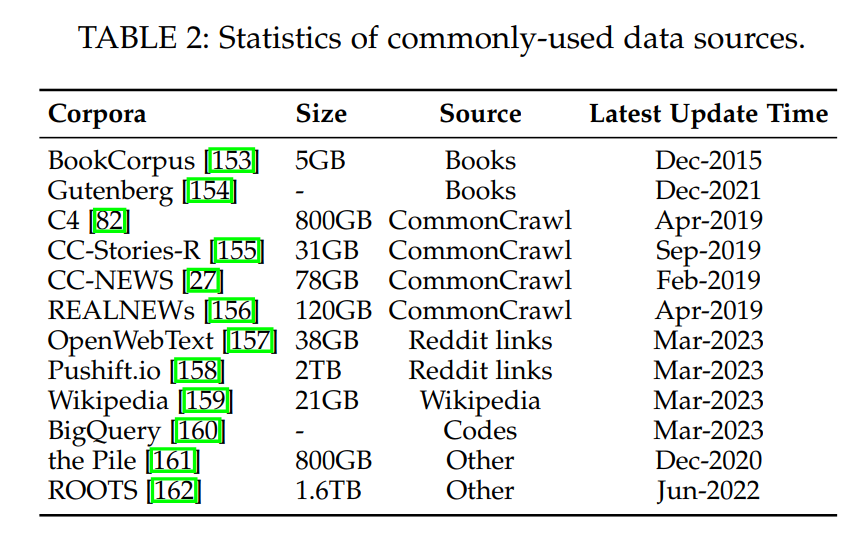 TABLE 2: Statistics of commonly-used data sources.
Corpora Size Source Latest Update Time
BookCorpus [153] 5GB Books Dec-2015
Gutenberg [154] - Books Dec-2021
C4 [82] 800GB CommonCrawl Apr-2019
CC-Stories-R [155] 31GB CommonCrawl Sep-2019
CC-NEWS [27] 78GB CommonCrawl Feb-2019
REALNEWs [156] 120GB CommonCrawl Apr-2019
OpenWebText [157] 38GB Reddit links Mar-2023
Pushift.io [158] 2TB Reddit links Mar-2023
Wikipedia [159] 21GB Wikipedia Mar-2023
BigQuery [160] - Codes Mar-2023
the Pile [161] 800GB Other Dec-2020
ROOTS [162] 1.6TB Other Jun-2022